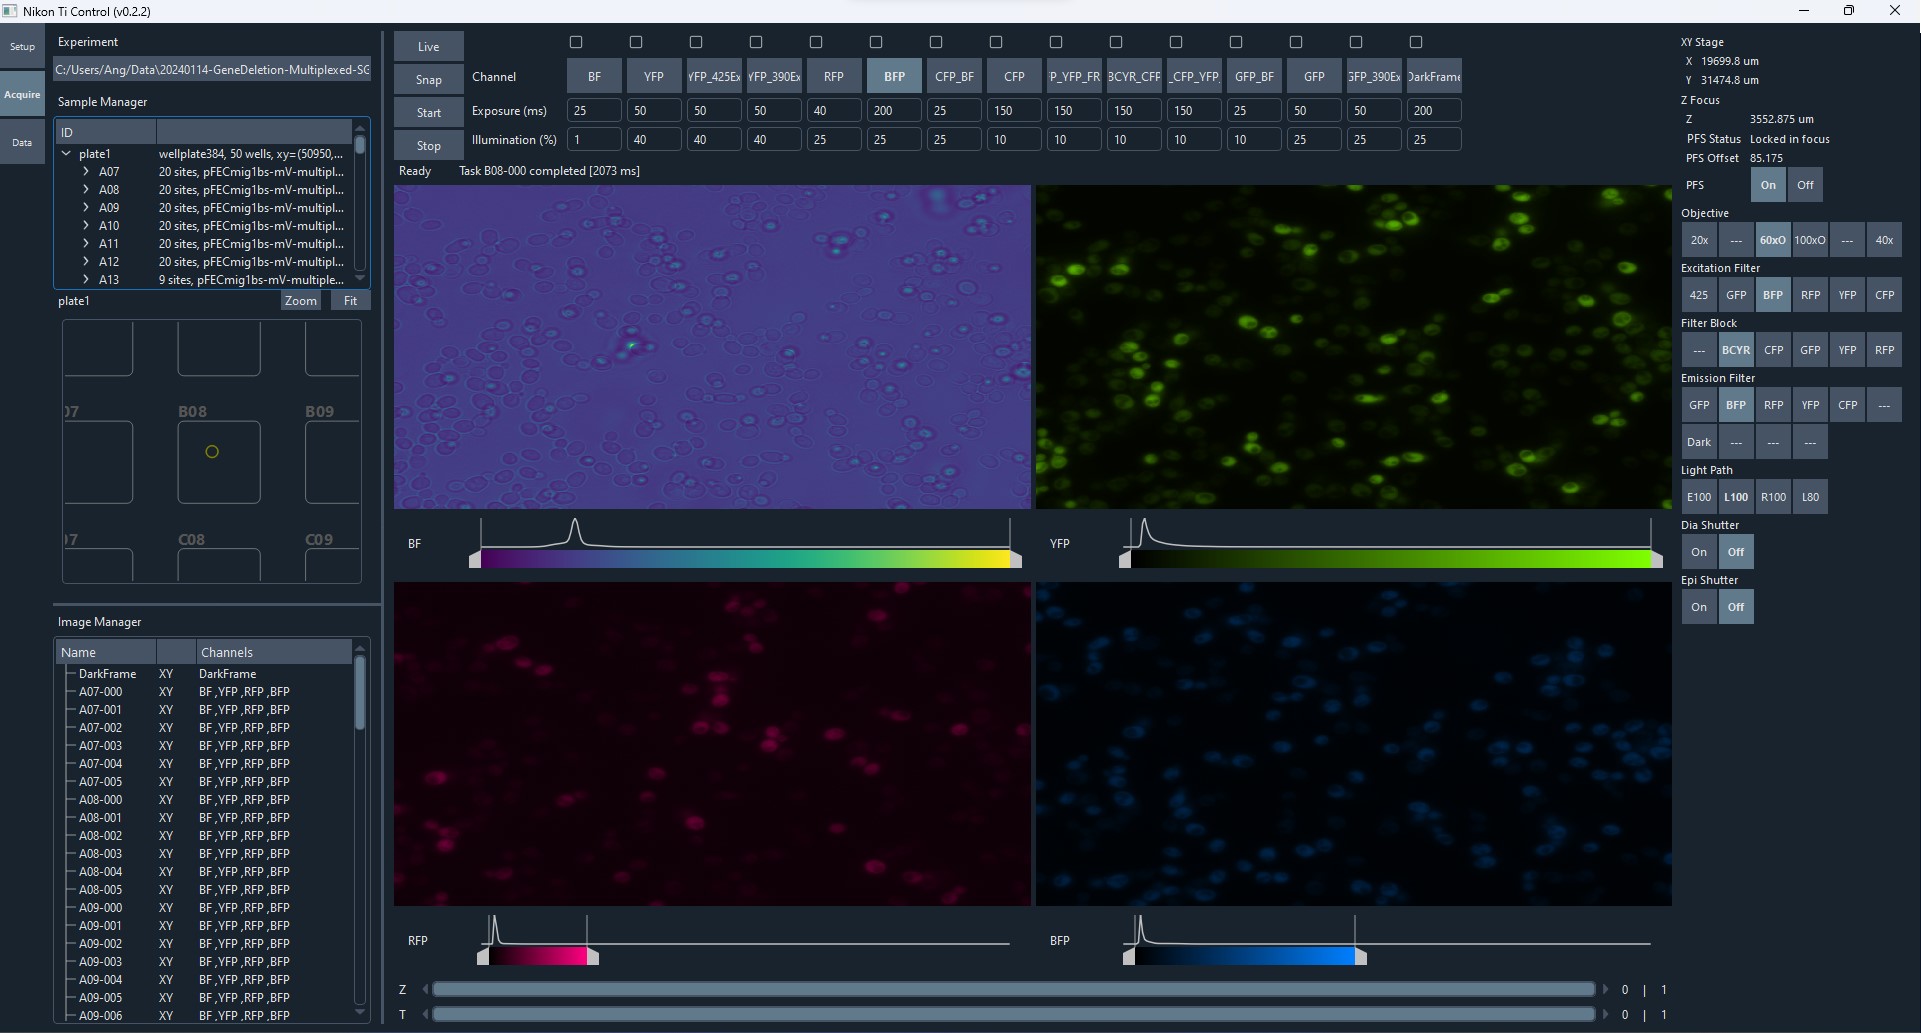 Nikon Ti Control (v0.2.2)
Setup
Acquire
Data
Experiment
C:/Users/Ang/Data\20240114-GeneDeletion-Multiplexed-SG
Sample Manager
ID
plate1 wellplate384, 50 wells, xy=(50950,...
A07 20 sites, pFECmig1bs-mV-multipl...
A08 20 sites, pFECmig1bs-mV-multipl...
A09 20 sites, pFECmig1bs-mV-multipl...
A10 20 sites, pFECmig1bs-mV-multipl...
A11 20 sites, pFECmig1bs-mV-multipl...
A12 20 sites, pFECmig1bs-mV-multipl...
A13 9 sites, pFECmig1bs-mV-multiple...
plate1 Zoom Fit
07 B08 B09
07 C08 C09
Image Manager
Name Channels
DarkFrame XY DarkFrame
A07-000 XY BF ,YFP ,RFP ,BFP
A07-001 XY BF ,YFP ,RFP ,BFP
A07-002 XY BF ,YFP ,RFP ,BFP
A07-003 XY BF ,YFP ,RFP ,BFP
A07-004 XY BF ,YFP ,RFP ,BFP
A07-005 XY BF ,YFP ,RFP ,BFP
A08-000 XY BF ,YFP ,RFP ,BFP
A08-001 XY BF ,YFP ,RFP ,BFP
A08-002 XY BF ,YFP ,RFP ,BFP
A08-003 XY BF ,YFP ,RFP ,BFP
A08-004 XY BF ,YFP ,RFP ,BFP
A08-005 XY BF ,YFP ,RFP ,BFP
A09-000 XY BF ,YFP ,RFP ,BFP
A09-001 XY BF ,YFP ,RFP ,BFP
A09-002 XY BF ,YFP ,RFP ,BFP
A09-003 XY BF ,YFP ,RFP ,BFP
A09-004 XY BF ,YFP ,RFP ,BFP
A09-005 XY BF ,YFP ,RFP ,BFP
A09-006 XY BF ,YFP ,RFP ,BFP
Live
Snap
Start
Stop
Channel BF YFP YFP_425Ex YFP_390Ex RFP BFP CFP_BF CFP P_YFP_FR BCYR_CFP _CFP_YFP_ GFP_BF GFP GFP_390Ex DarkFrame
Exposure (ms) 25 50 50 50 40 200 25 150 150 150 150 25 50 50 200
Illumination (%) 1 40 40 40 25 25 25 10 10 10 10 10 25 25 25
Ready Task B08-000 completed [2073 ms]
BF
YFP
RFP
BFP
Z 0 | 1
T 0 | 1
XY Stage
X 19699.8 um
Y 31474.8 um
Z Focus
Z 3552.875 um
PFS Status Locked in focus
PFS Offset 85.175
PFS On Off
Objective
20x --- 60xO 100xO --- 40x
Excitation Filter
425 GFP BFP RFP YFP CFP
Filter Block
--- BCYR CFP GFP YFP RFP
Emission Filter
GFP BFP RFP YFP CFP ---
Dark --- --- ---
Light Path
E100 L100 R100 L80
Dia Shutter
On Off
Epi Shutter
On Off